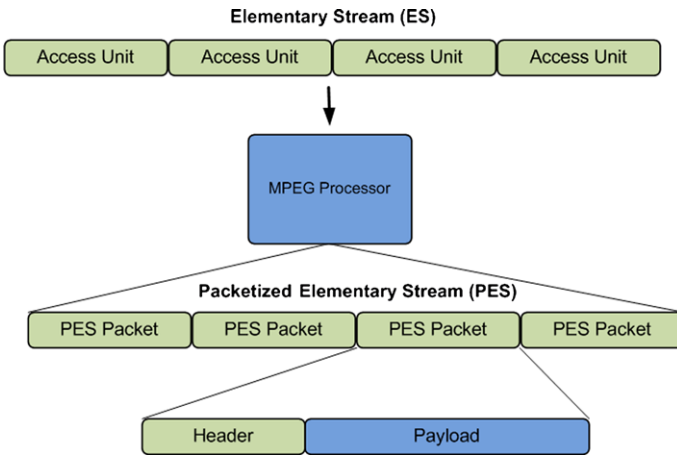 Elementary Stream (ES)
Access Unit Access Unit Access Unit Access Unit
MPEG Processor
Packetized Elementary Stream (PES)
PES Packet PES Packet PES Packet PES Packet
Header Payload